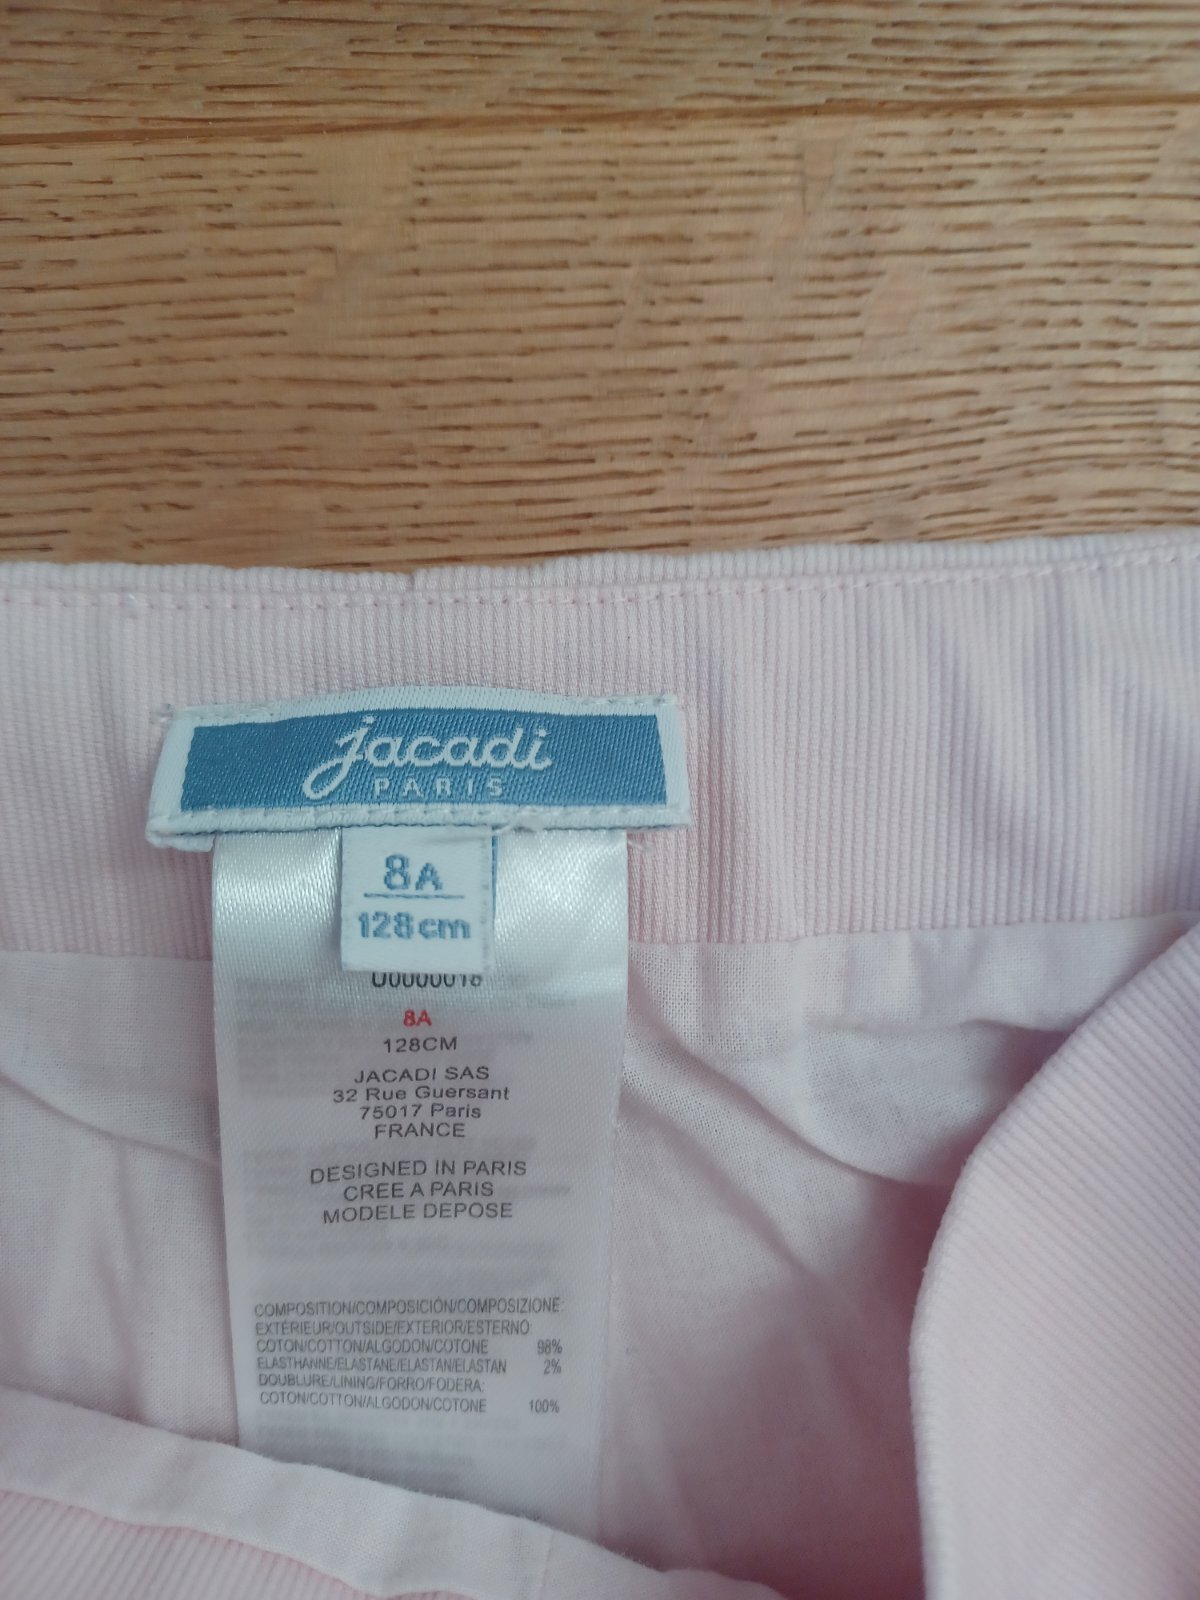 jacadi
PARIS
8A
128cm
8A
128CM
JACADI SAS
32 Rue Guersant
75017 Paris
FRANCE
DESIGNED IN PARIS
CREE A PARIS
MODELE DEPOSE
COMPOSITION/COMPOSICIÓN/COMPOSIZIONE:
EXTÉRIEUR/OUTSIDE/EXTERIOR/ESTERNO:
COTON/COTTON/ALGODON/COTONE 98%
ELASTHANNE/ELASTANE/ELASTAN/ELASTAN 2%
DOUBLURE/LINING/FORRO/FODERA:
COTON/COTTON/ALGODON/COTONE 100%